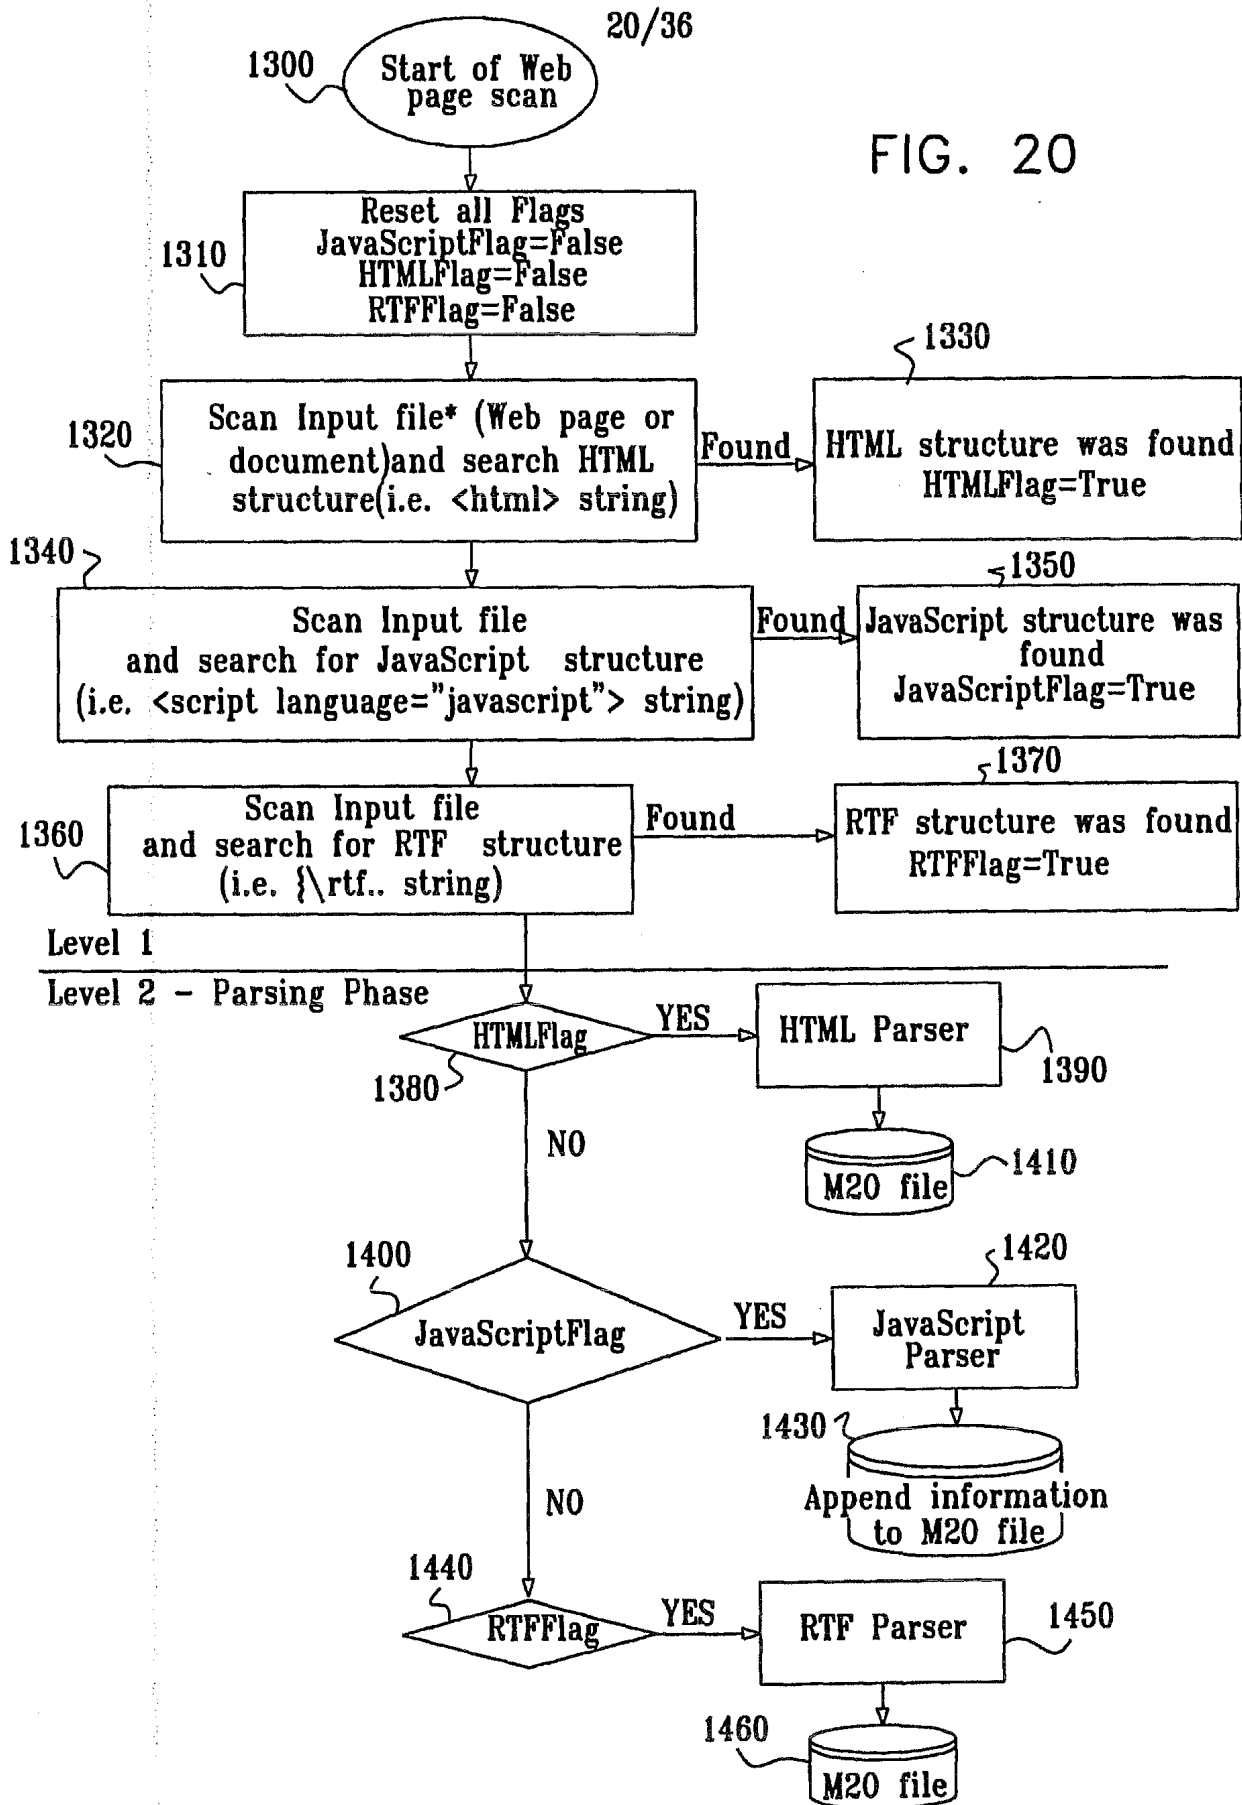 20/36
1300
Start of Web
page scan
FIG. 20
1310
Reset all Flags
JavaScriptFlag=False
HTMLFlag=False
RTFFlag=False
1320
Scan Input file* (Web page or
document)and search HTML
structure(i.e. <html> string)
Found
1330
HTML structure was found
HTMLFlag=True
1340
Scan Input file
and search for JavaScript structure
(i.e. <script language="javascript"> string)
Found
1350
JavaScript structure was
found
JavaScriptFlag=True
1360
Scan Input file
and search for RTF structure
(i.e. {\rtf.. string)
Found
1370
RTF structure was found
RTFFlag=True
Level 1
Level 2 - Parsing Phase
HTMLFlag
1380
YES
HTML Parser
1390
NO
M20 file
1410
1400
JavaScriptFlag
YES
1420
JavaScript
Parser
1430
Append information
to M20 file
NO
1440
RTFFlag
YES
RTF Parser
1450
1460
M20 file